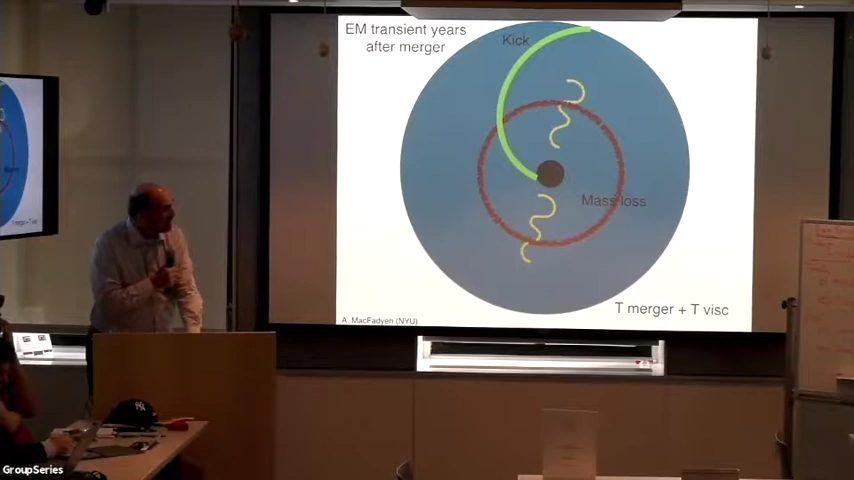 EM transient years
after merger
Kick
Mass loss
T merger + T visc
A. MacFadyen (NYU)
GroupSeries